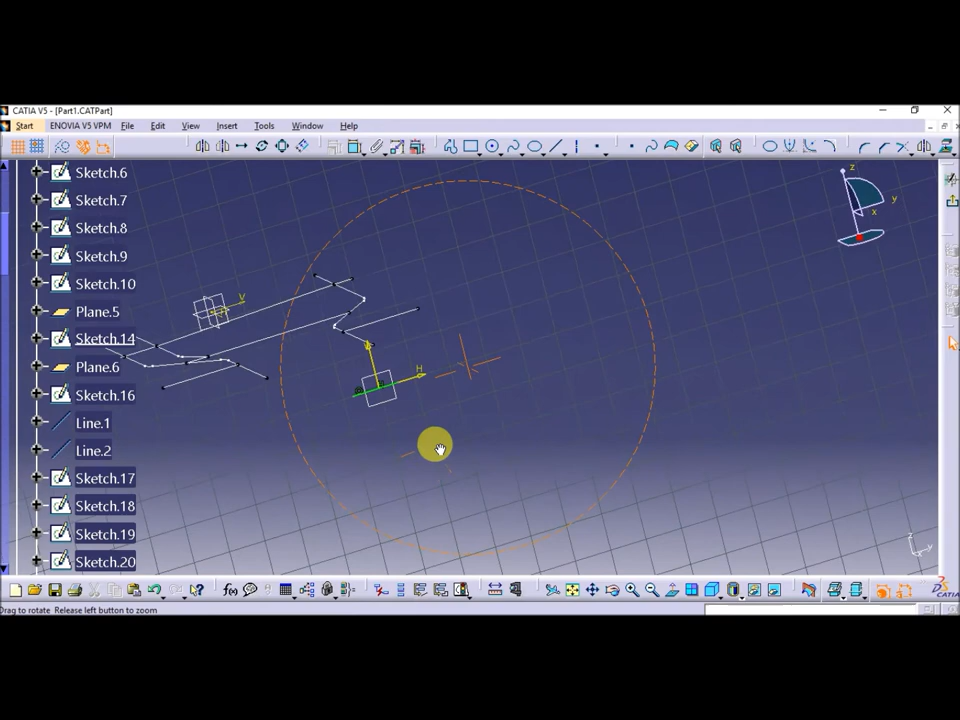 CATIA V5 - [Part1.CATPart]
Start ENOVIA V5 VPM File Edit View Insert Tools Window Help
Sketch.6
Sketch.7
Sketch.8
Sketch.9
Sketch.10
Plane.5
Sketch.14
Plane.6
Sketch.16
Line.1
Line.2
Sketch.17
Sketch.18
Sketch.19
Sketch.20
V
H
z
y
x
z
y
x
f(x)
CATIA
Drag to rotate Release left button to zoom